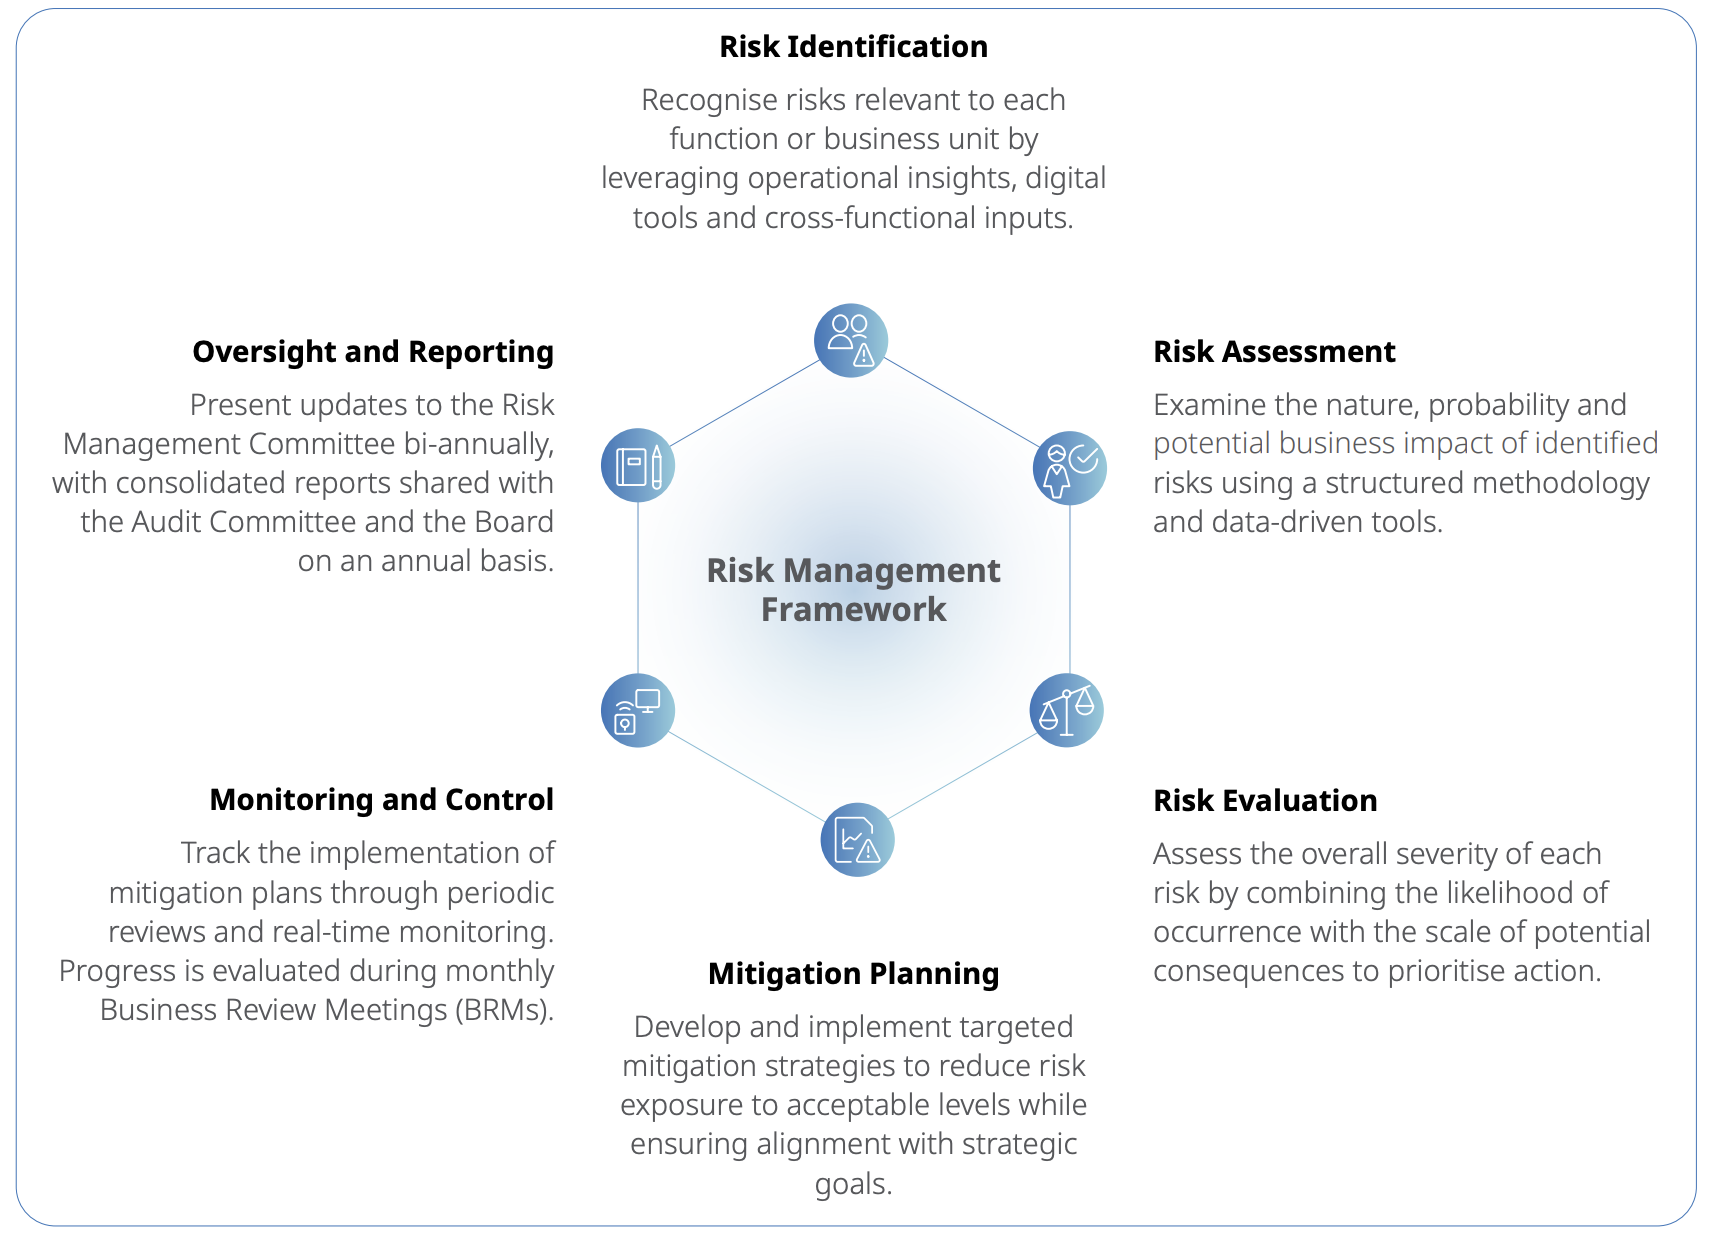 Risk Identification
Recognise risks relevant to each
function or business unit by
leveraging operational insights, digital
tools and cross-functional inputs.
Oversight and Reporting
Present updates to the Risk
Management Committee bi-annually,
with consolidated reports shared with
the Audit Committee and the Board
on an annual basis.
Risk Assessment
Examine the nature, probability and
potential business impact of identified
risks using a structured methodology
and data-driven tools.
Risk Management
Framework
Monitoring and Control
Track the implementation of
mitigation plans through periodic
reviews and real-time monitoring.
Progress is evaluated during monthly
Business Review Meetings (BRMs).
Risk Evaluation
Assess the overall severity of each
risk by combining the likelihood of
occurrence with the scale of potential
consequences to prioritise action.
Mitigation Planning
Develop and implement targeted
mitigation strategies to reduce risk
exposure to acceptable levels while
ensuring alignment with strategic
goals.